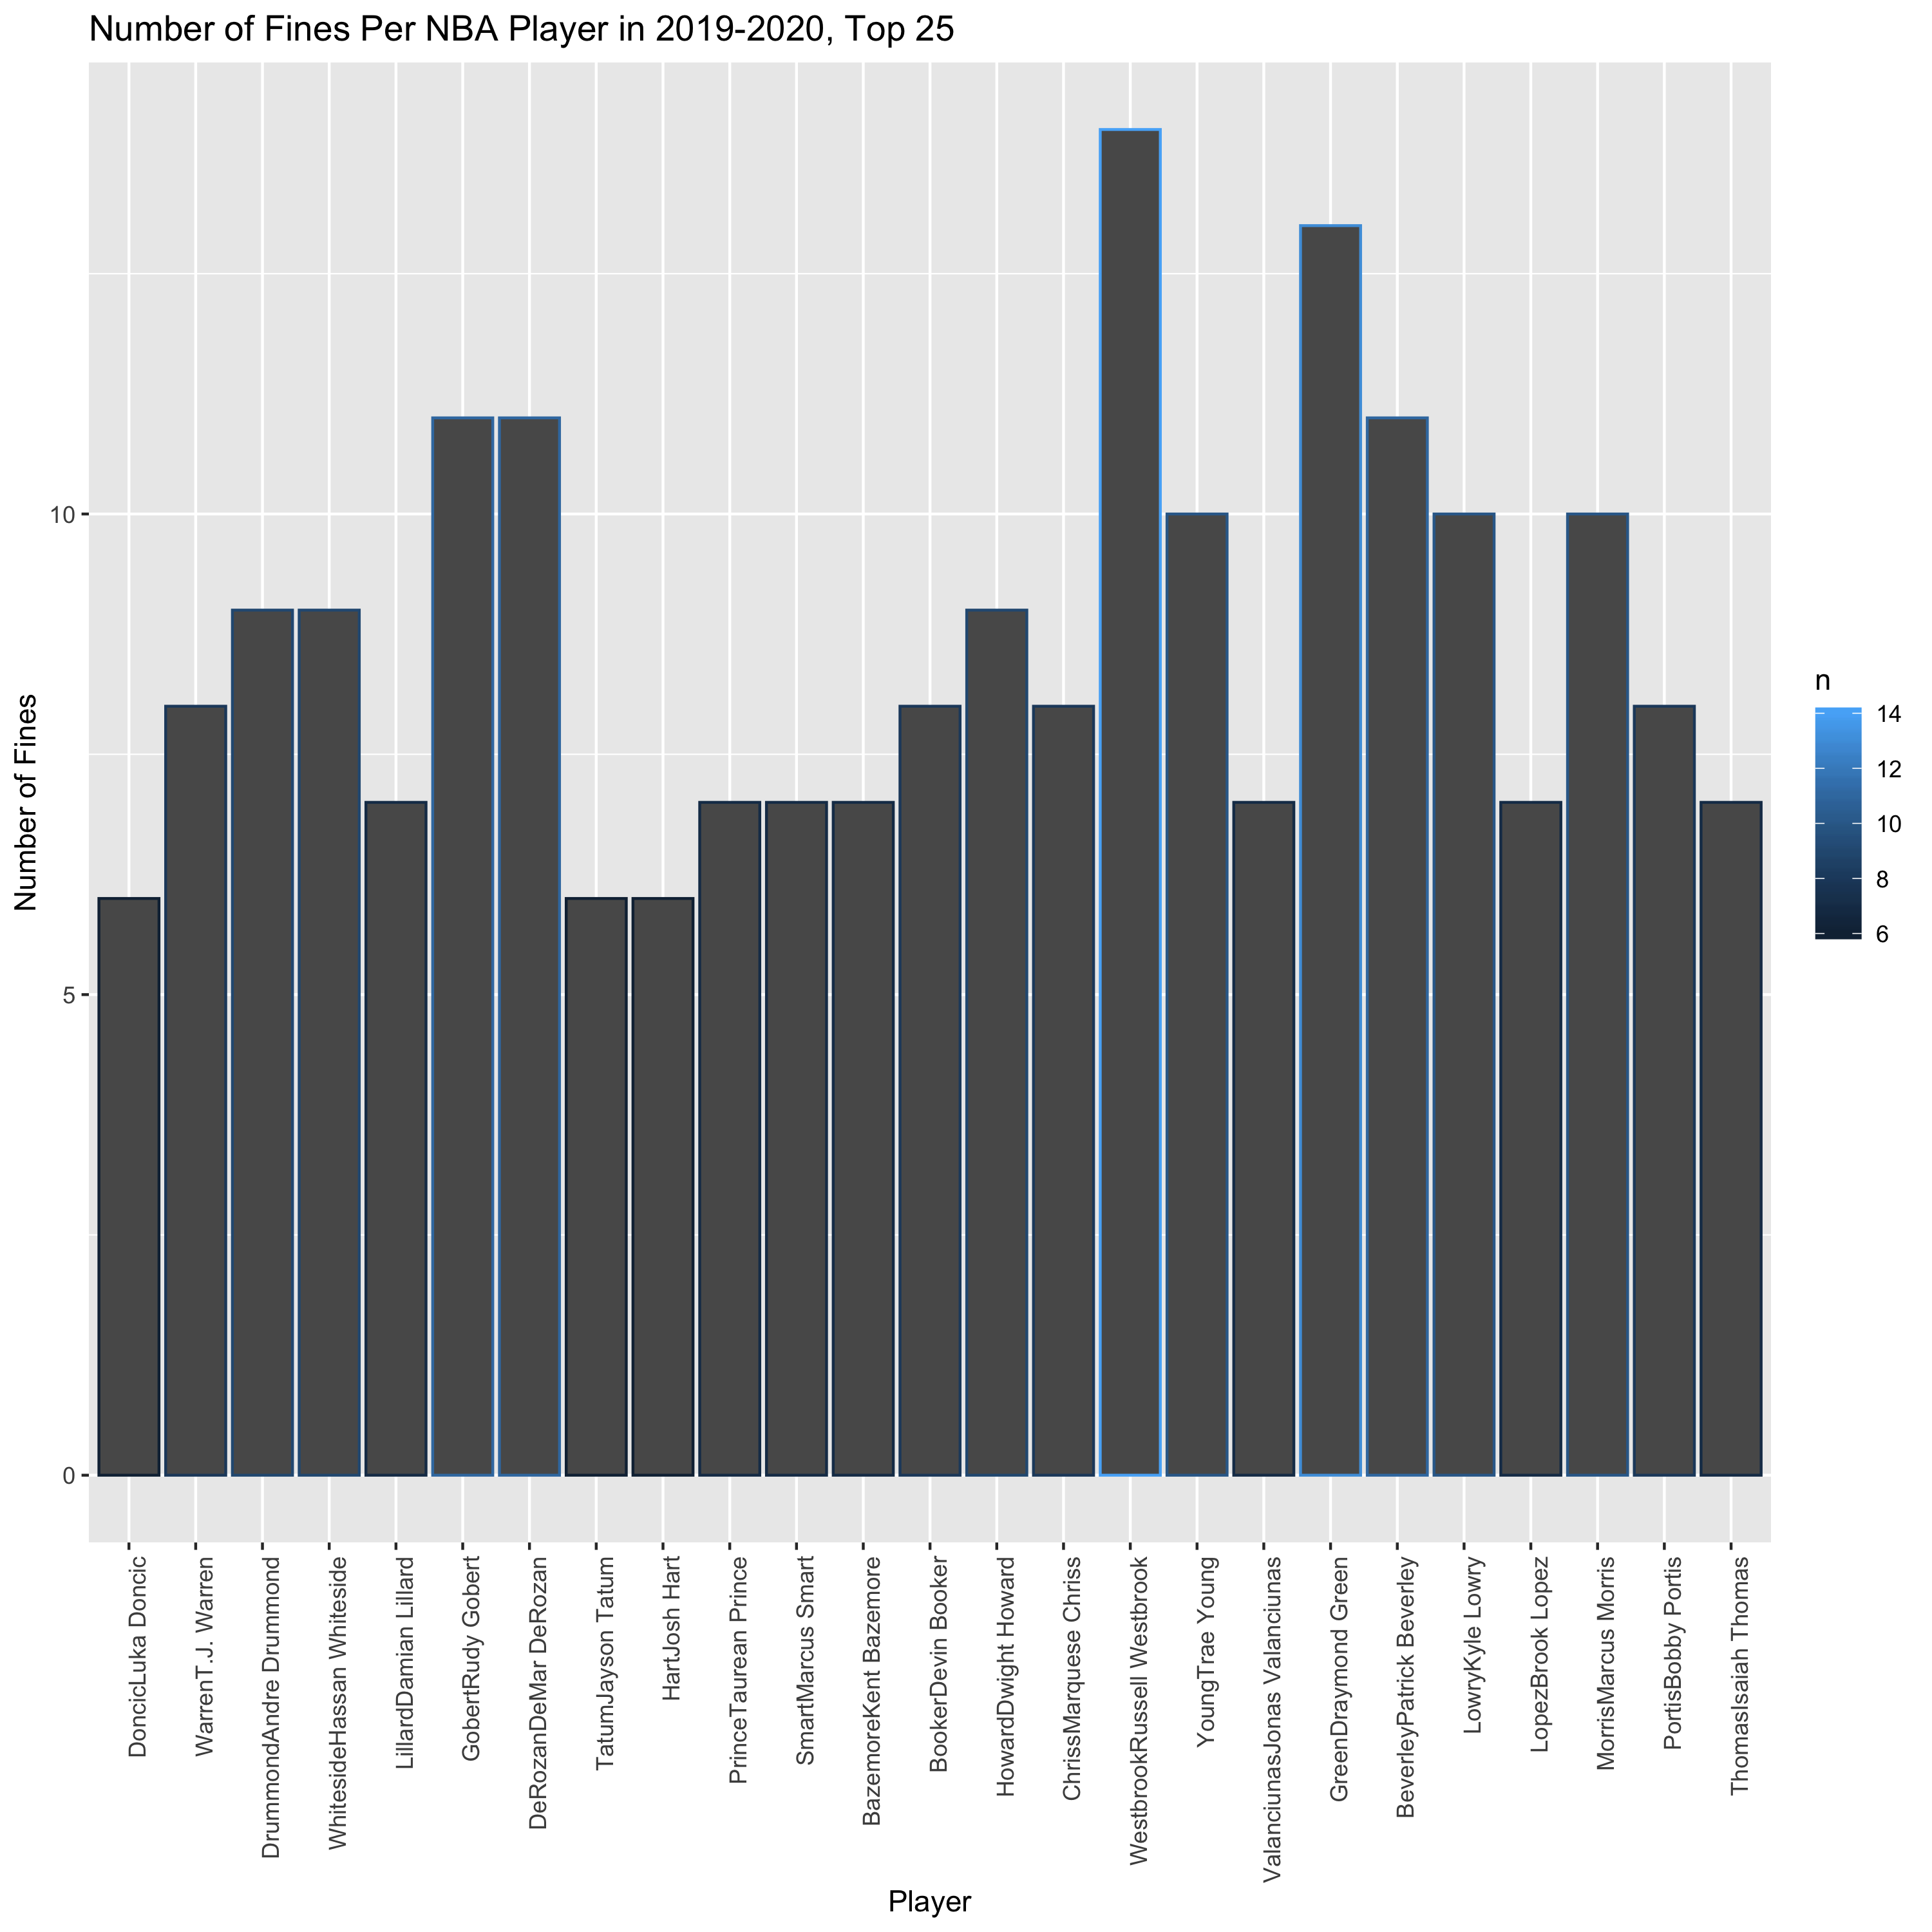 Number of Fines Per NBA Player in 2019-2020, Top 25
Number of Fines
10
5
0
DoncicLuka Doncic
WarrenT.J. Warren
DrummondAndre Drummond
WhitesideHassan Whiteside
LillardDamian Lillard
GobertRudy Gobert
DeRozanDeMar DeRozan
TatumJayson Tatum
HartJosh Hart
PrinceTaurean Prince
SmartMarcus Smart
BazemoreKent Bazemore
BookerDevin Booker
HowardDwight Howard
ChrissMarquese Chriss
WestbrookRussell Westbrook
YoungTrae Young
ValanciunasJonas Valanciunas
GreenDraymond Green
BeverleyPatrick Beverley
LowryKyle Lowry
LopezBrook Lopez
MorrisMarcus Morris
PortisBobby Portis
ThomasIsaiah Thomas
Player
n
14
12
10
8
6